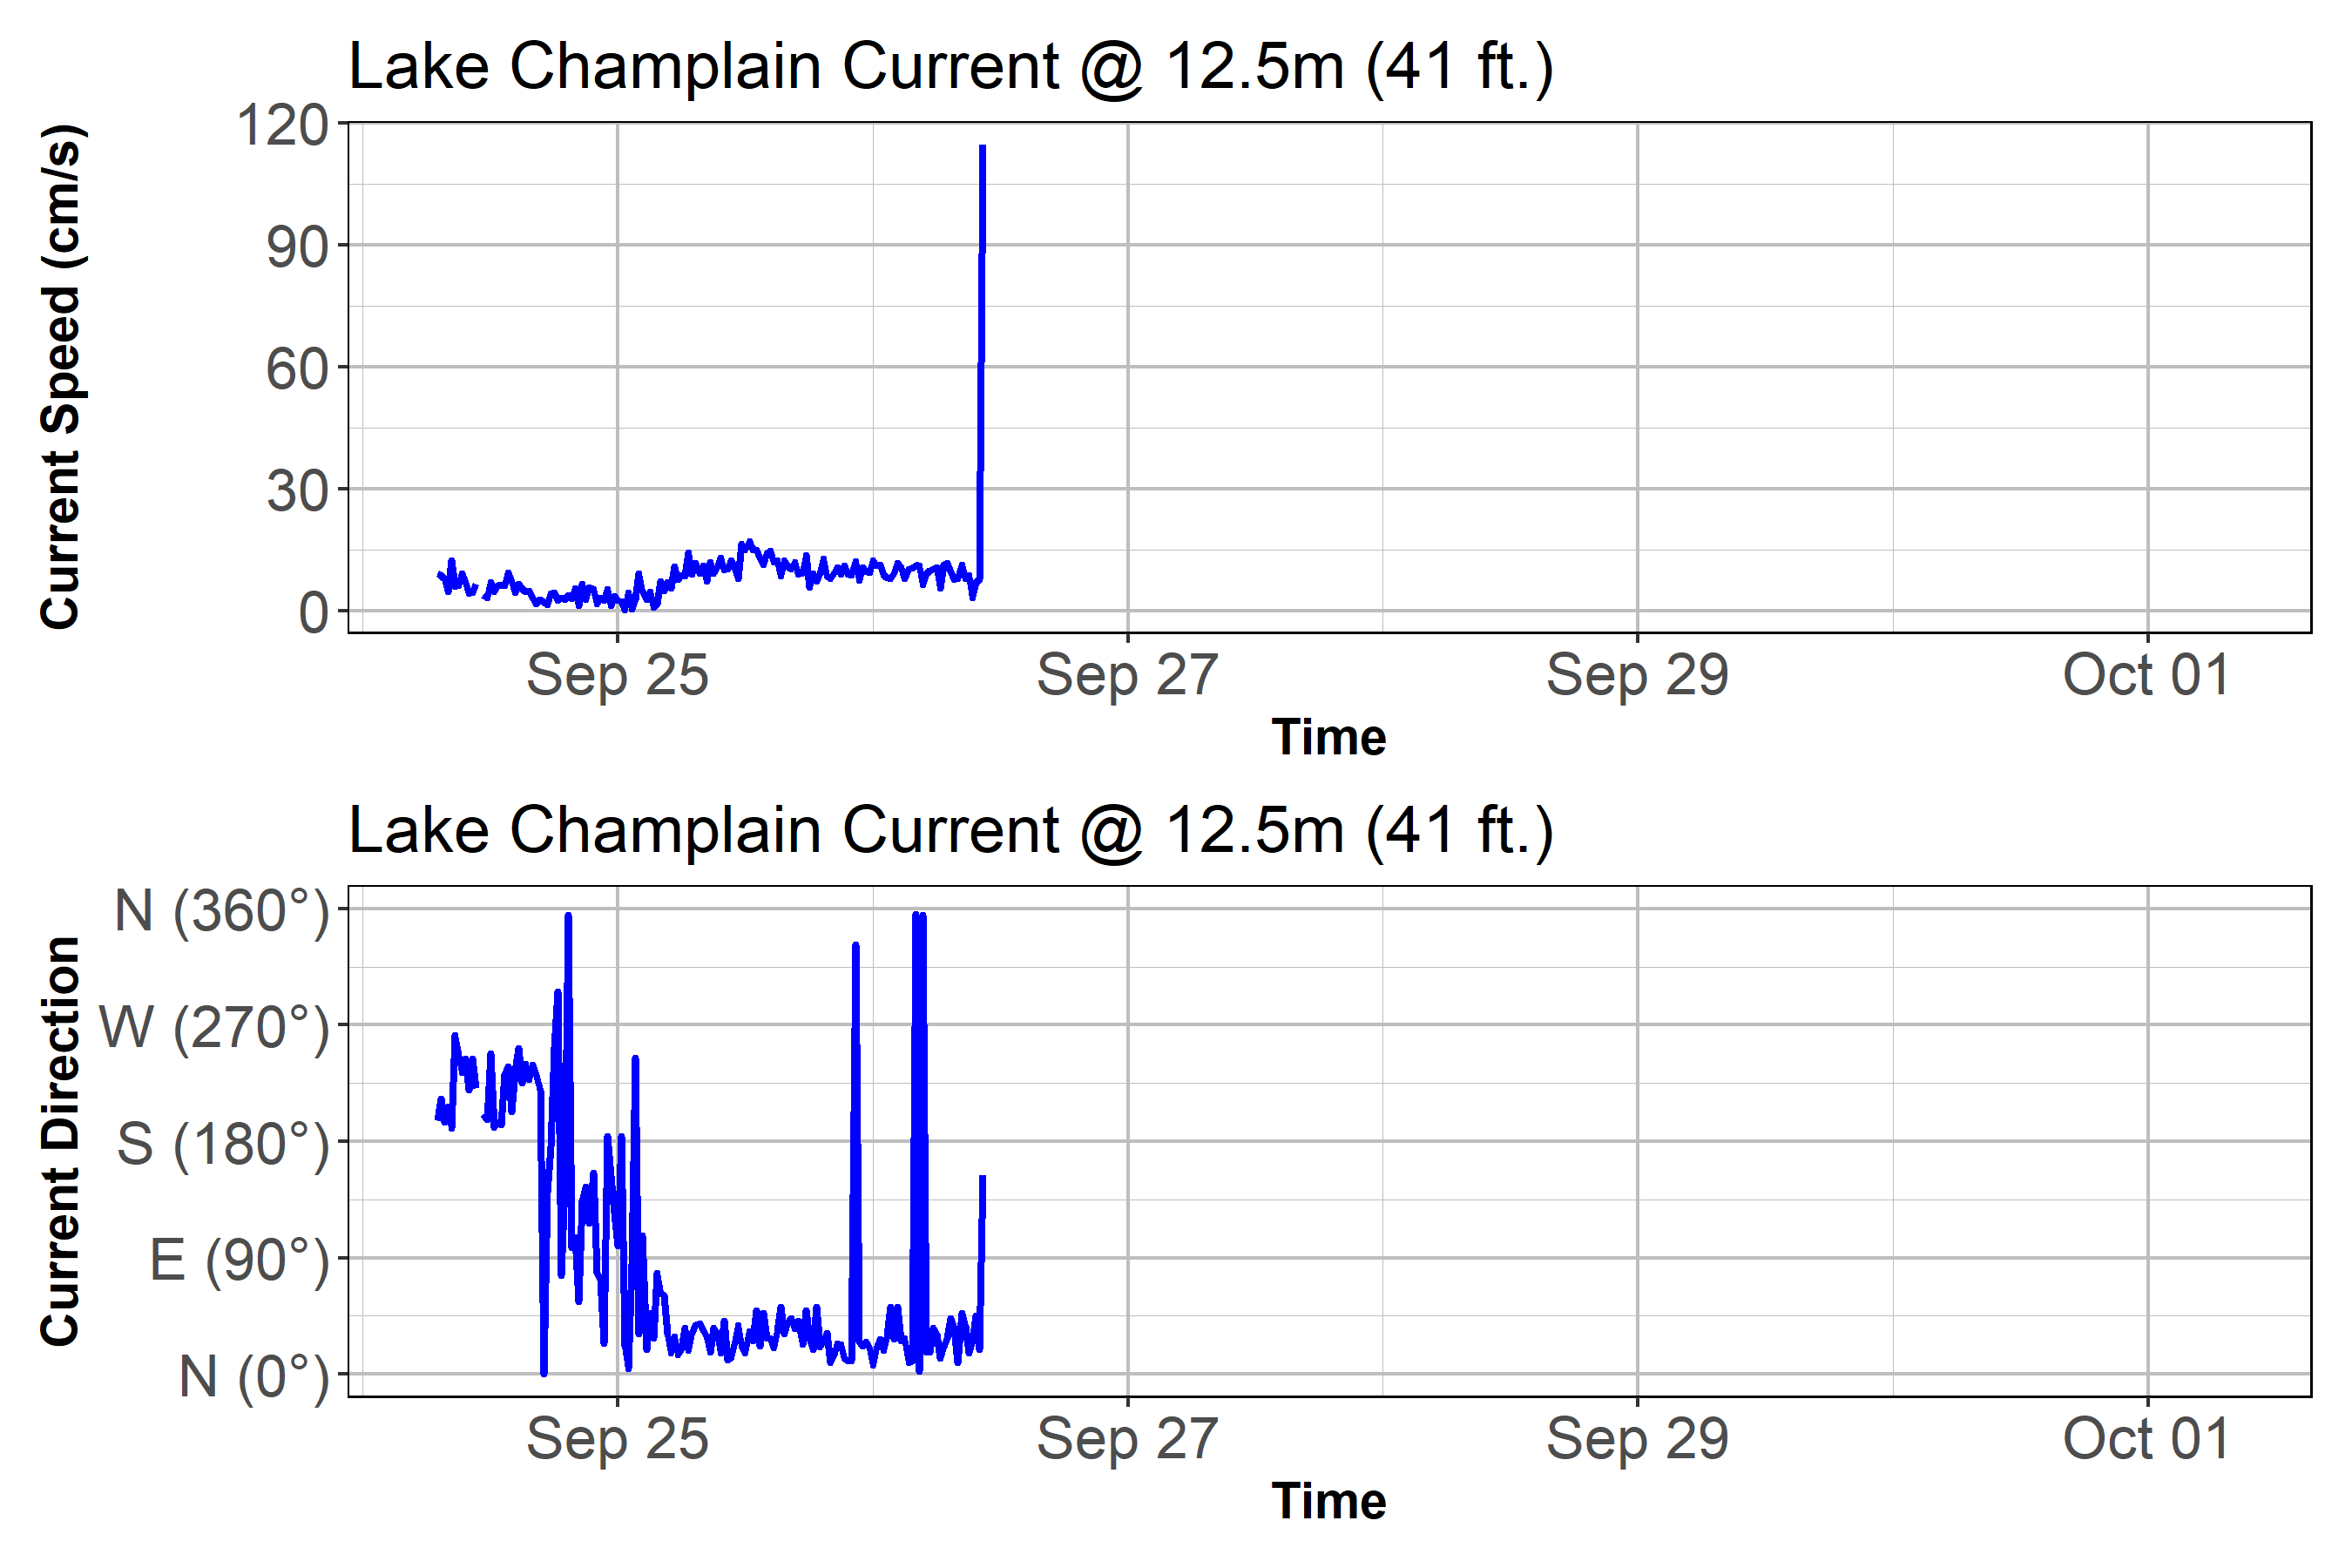 Lake Champlain Current @ 12.5m (41 ft.)
Current Speed (cm/s)
120
90
60
30
0
Sep 25 Sep 27 Sep 29 Oct 01
Time
Lake Champlain Current @ 12.5m (41 ft.)
Current Direction
N (360°)
W (270°)
S (180°)
E (90°)
N (0°)
Sep 25 Sep 27 Sep 29 Oct 01
Time